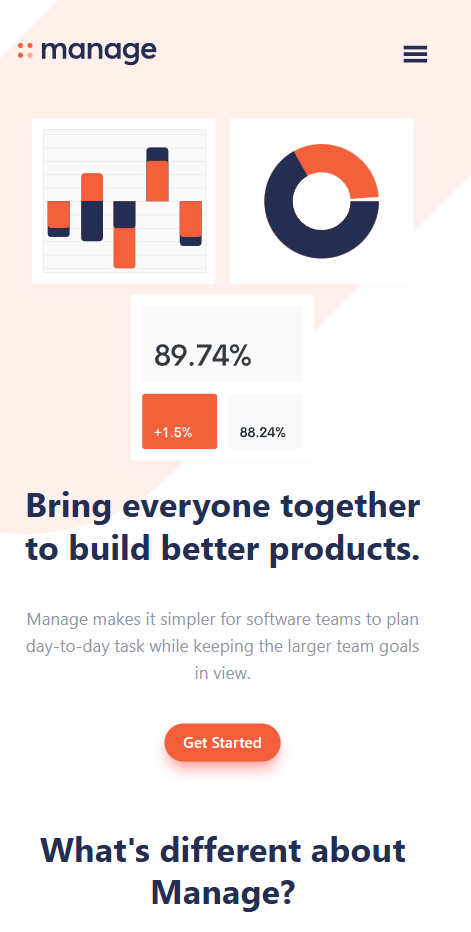 manage
89.74%
+1.5%
88.24%
Bring everyone together
to build better products.
Manage makes it simpler for software teams to plan
day-to-day task while keeping the larger team goals
in view.
Get Started
What's different about
Manage?